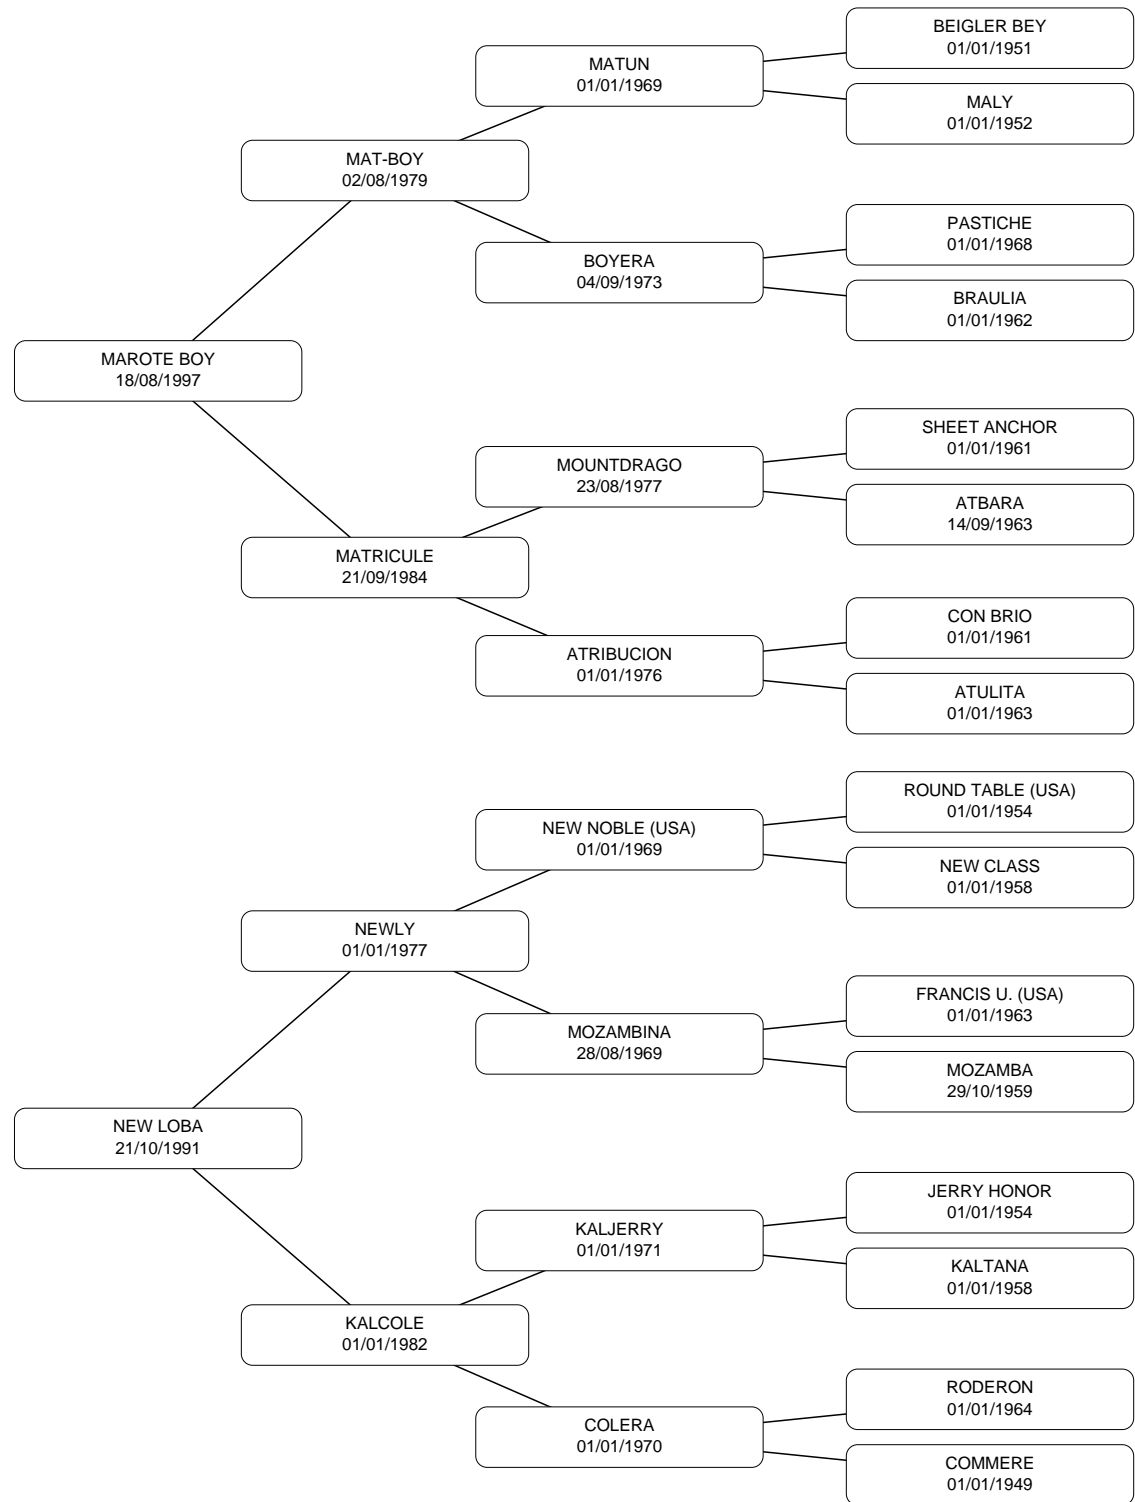 BEIGLER BEY
01/01/1951
MATUN
01/01/1969
MALY
01/01/1952
MAT-BOY
02/08/1979
PASTICHE
01/01/1968
BOYERA
04/09/1973
BRAULIA
01/01/1962
MAROTE BOY
18/08/1997
SHEET ANCHOR
01/01/1961
MOUNTDRAGO
23/08/1977
ATBARA
14/09/1963
MATRICULE
21/09/1984
CON BRIO
01/01/1961
ATRIBUCION
01/01/1976
ATULITA
01/01/1963
ROUND TABLE (USA)
01/01/1954
NEW NOBLE (USA)
01/01/1969
NEW CLASS
01/01/1958
NEWLY
01/01/1977
FRANCIS U. (USA)
01/01/1963
MOZAMBINA
28/08/1969
MOZAMBA
29/10/1959
NEW LOBA
21/10/1991
JERRY HONOR
01/01/1954
KALJERRY
01/01/1971
KALTANA
01/01/1958
KALCOLE
01/01/1982
RODERON
01/01/1964
COLERA
01/01/1970
COMMERE
01/01/1949